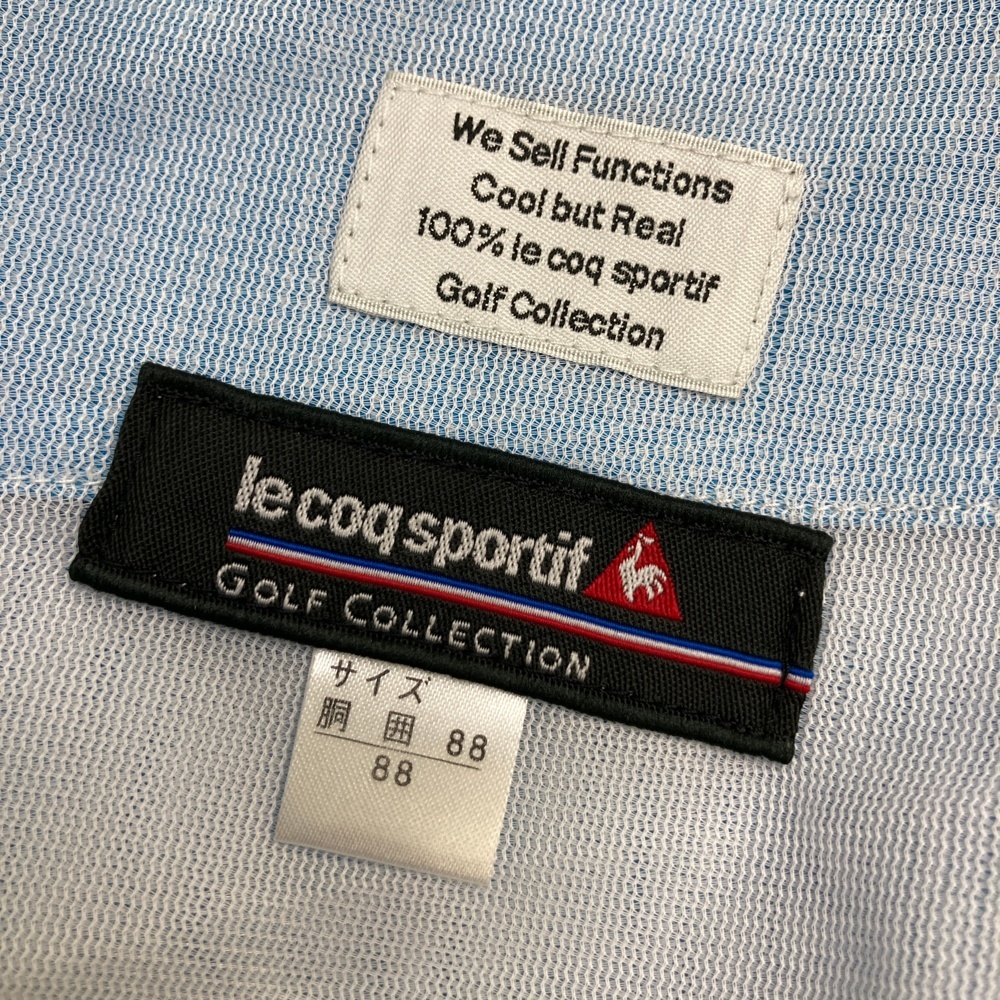 We Sell Functions
Cool but Real
100% le coq sportif
Golf Collection
le coq sportif
GOLF COLLECTION
サイズ
胴 囲 88
88